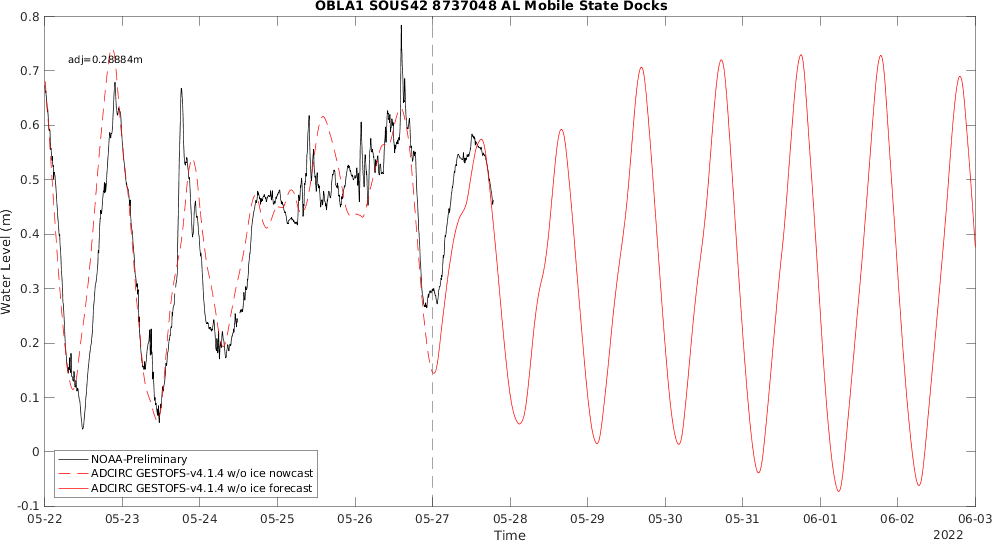 OBLA1 SOUS42 8737048 AL Mobile State Docks
adj=0.28884m
Water Level (m)
0.8
0.7
0.6
0.5
0.4
0.3
0.2
0.1
0
-0.1
NOAA-Preliminary
ADCIRC GESTOFS-v4.1.4 w/o ice nowcast
ADCIRC GESTOFS-v4.1.4 w/o ice forecast
05-22 05-23 05-24 05-25 05-26 05-27 05-28 05-29 05-30 05-31 06-01 06-02 06-03
Time
2022